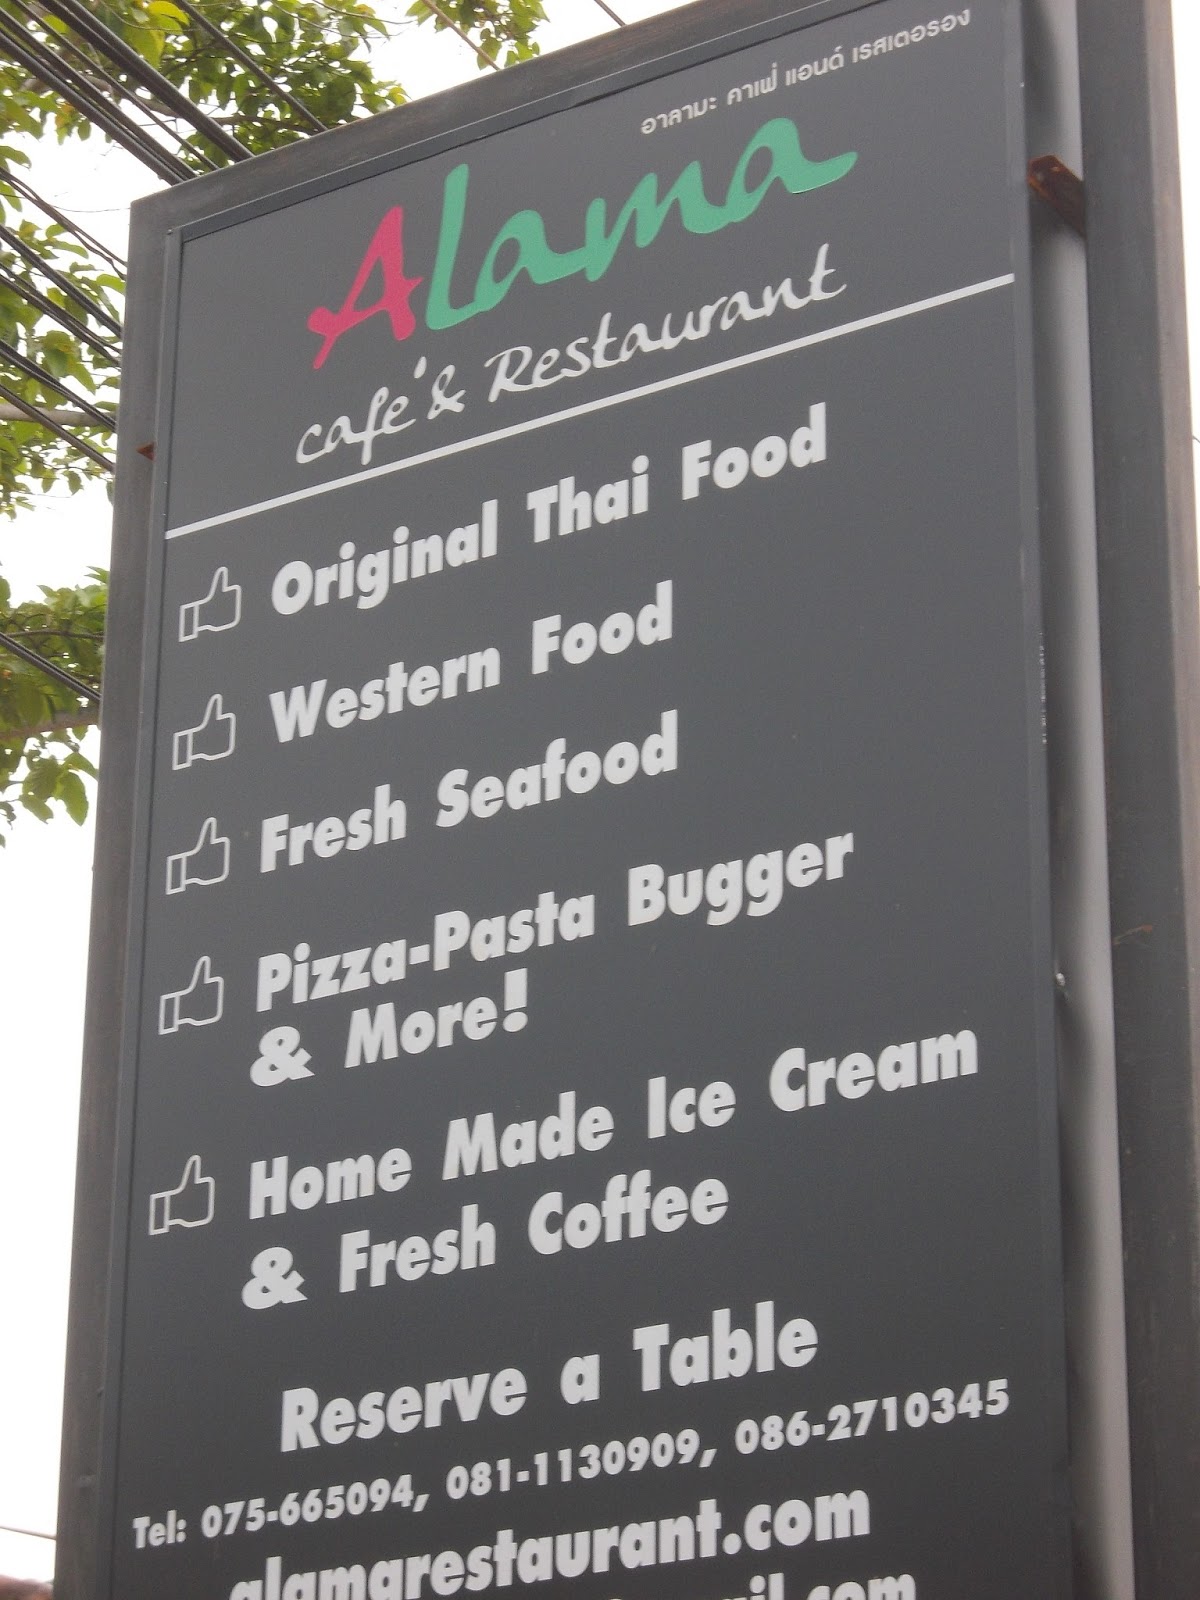 อาลามะ คาเฟ่ แอนด์ เรสเตอรอง
Alama
café & Restaurant
Original Thai Food
Western Food
Fresh Seafood
Pizza-Pasta Bugger
& More!
Home Made Ice Cream
& Fresh Coffee
Reserve a Table
Tel: 075-665094, 081-1130909, 086-2710345
alamarestaurant.com